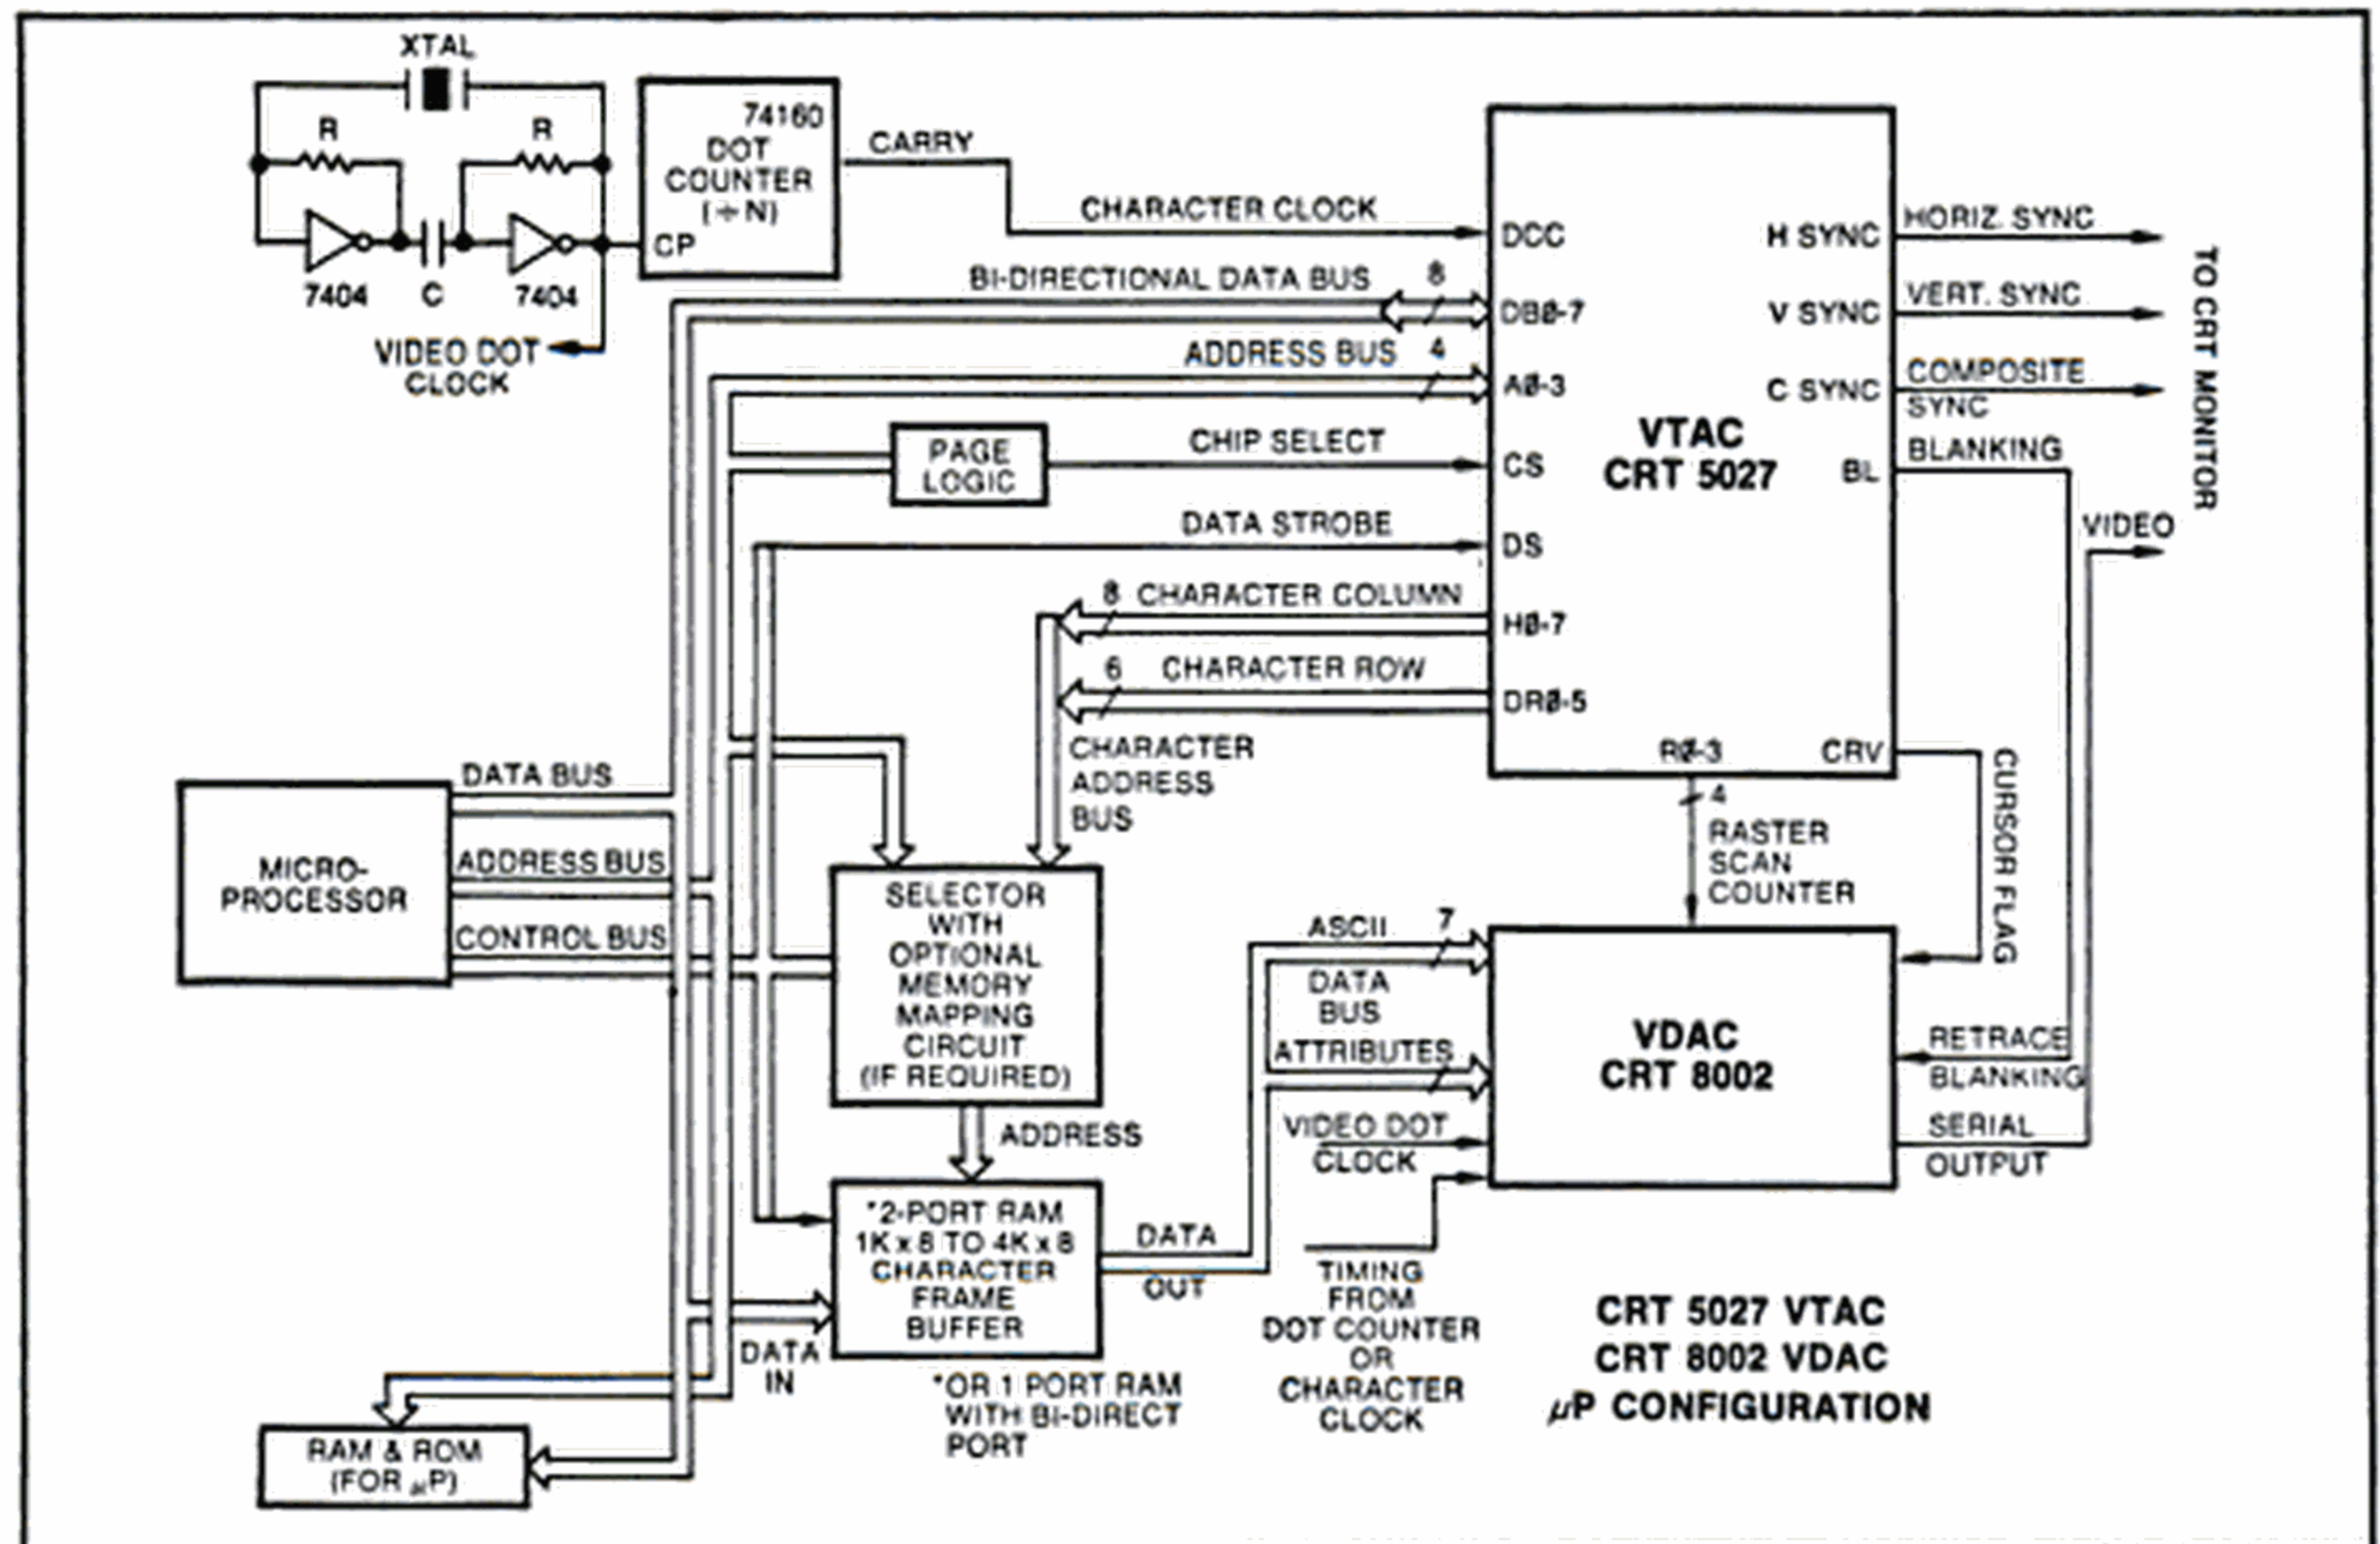 XTAL
R
R
7404
C
7404
VIDEO DOT
CLOCK
74160
DOT
COUNTER
(÷N)
CP
CARRY
CHARACTER CLOCK
BI-DIRECTIONAL DATA BUS
8
ADDRESS BUS
4
PAGE
LOGIC
CHIP SELECT
DATA STROBE
8
CHARACTER COLUMN
6
CHARACTER ROW
CHARACTER
ADDRESS
BUS
DCC
DBØ-7
AØ-3
CS
DS
HØ-7
DRØ-5
VTAC
CRT 5027
H SYNC
V SYNC
C SYNC
BL
RØ-3
CRV
HORIZ. SYNC
VERT. SYNC
COMPOSITE
SYNC
BLANKING
TO CRT MONITOR
VIDEO
4
RASTER
SCAN
COUNTER
CURSOR FLAG
MICRO-
PROCESSOR
DATA BUS
ADDRESS BUS
CONTROL BUS
SELECTOR
WITH
OPTIONAL
MEMORY
MAPPING
CIRCUIT
(IF REQUIRED)
ADDRESS
*2-PORT RAM
1K x 8 TO 4K x 8
CHARACTER
FRAME
BUFFER
DATA
IN
DATA
OUT
*OR 1 PORT RAM
WITH BI-DIRECT
PORT
RAM & ROM
(FOR µP)
ASCII
7
DATA
BUS
ATTRIBUTES
VIDEO DOT
CLOCK
TIMING
FROM
DOT COUNTER
OR
CHARACTER
CLOCK
VDAC
CRT 8002
RETRACE
BLANKING
SERIAL
OUTPUT
CRT 5027 VTAC
CRT 8002 VDAC
µP CONFIGURATION